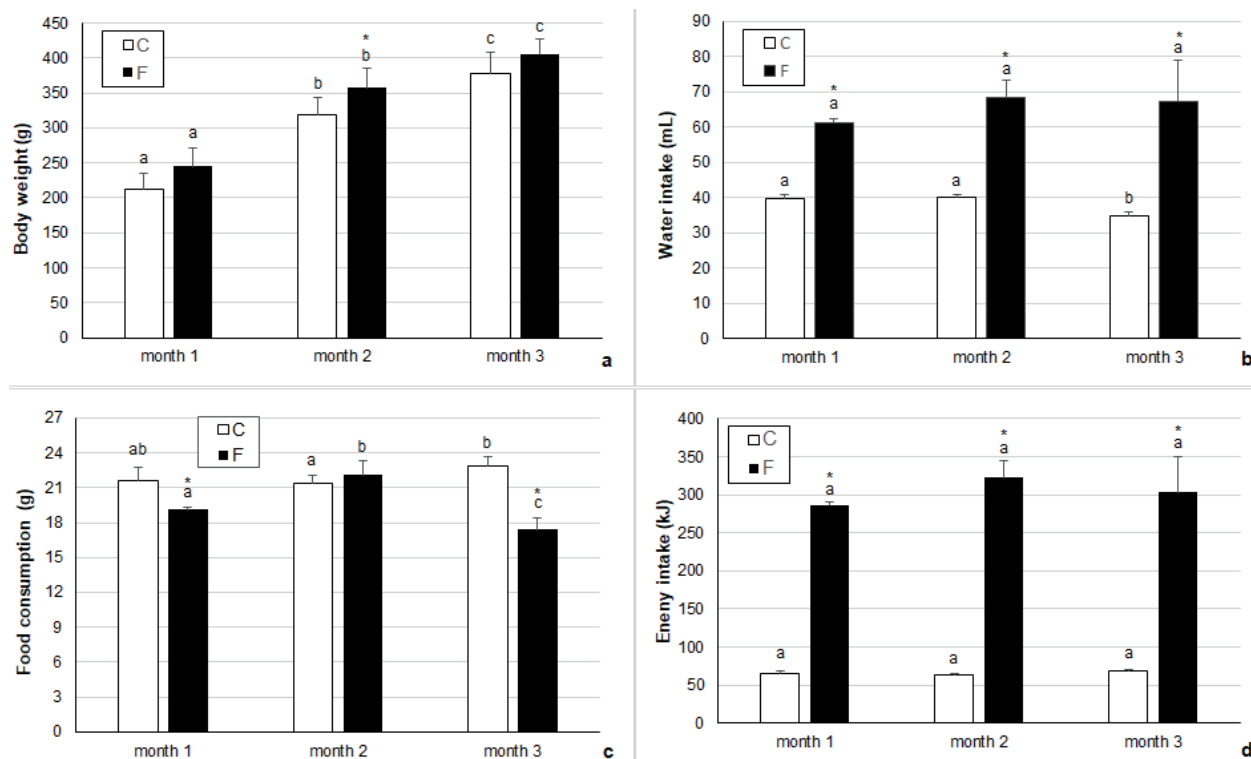 450
400
350
300
250
200
150
100
50
0
Body weight (g)
C
F
a
a
b
*
b
c
c
month 1
month 2
month 3
a
90
80
70
60
50
40
30
20
10
0
Water intake (mL)
C
F
a
*
a
a
*
a
b
*
a
month 1
month 2
month 3
b
27
24
21
18
15
12
9
6
3
0
Food consumption (g)
C
F
ab
*
a
a
b
b
*
c
month 1
month 2
month 3
c
400
350
300
250
200
150
100
50
0
Eneny intake (kJ)
C
F
a
*
a
a
*
a
a
*
a
month 1
month 2
month 3
d